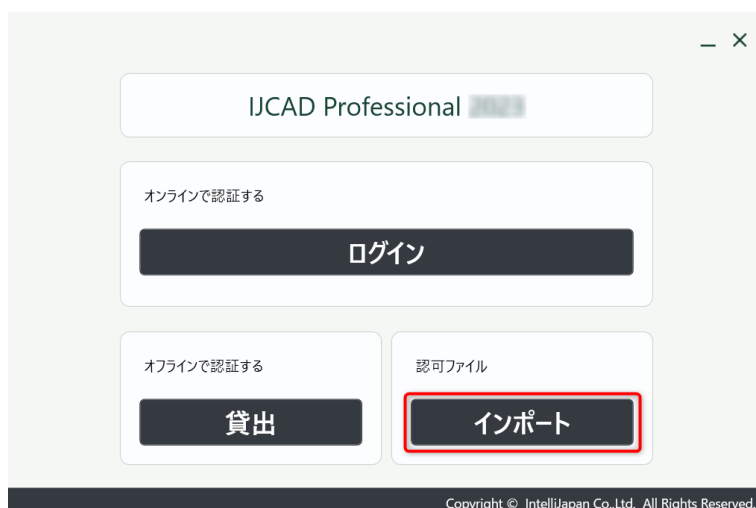 IJCAD Professional
オンラインで認証する
ログイン
オフラインで認証する
貸出
認可ファイル
インポート
Copyright © IntelliJapan Co.,Ltd. All Rights Reserved